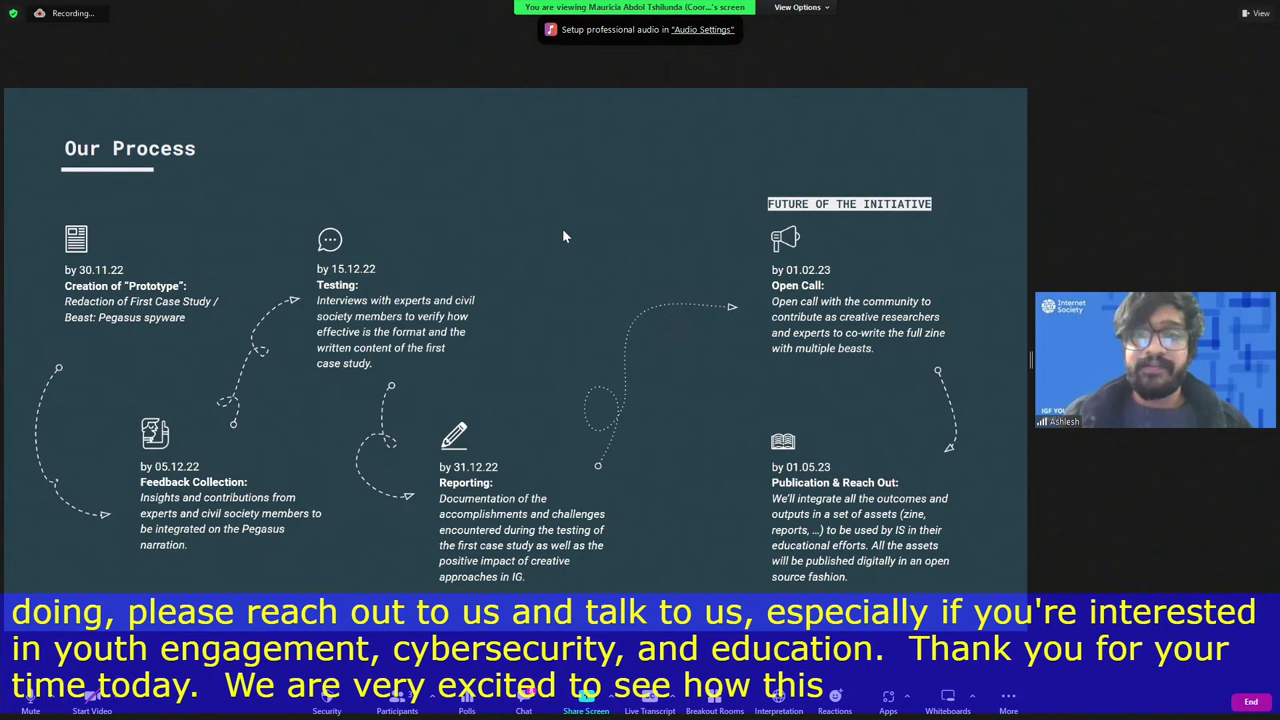 You are viewing Mauricia Abdol Tshilunda (Coor...'s screen
View Options
Recording...
View
Setup professional audio in "Audio Settings"
Our Process
FUTURE OF THE INITIATIVE
by 30.11.22
Creation of “Prototype”:
Redaction of First Case Study /
Beast: Pegasus spyware
by 15.12.22
Testing:
Interviews with experts and civil
society members to verify how
effective is the format and the
written content of the first
case study.
by 01.02.23
Open Call:
Open call with the community to
contribute as creative researchers
and experts to co-write the full zine
with multiple beasts.
by 05.12.22
Feedback Collection:
Insights and contributions from
experts and civil society members to
be integrated on the Pegasus
narration.
by 31.12.22
Reporting:
Documentation of the
accomplishments and challenges
encountered during the testing of
the first case study as well as the
positive impact of creative
approaches in IG.
by 01.05.23
Publication & Reach Out:
We'll integrate all the outcomes and
outputs in a set of assets (zine,
reports, …) to be used by IS in their
educational efforts. All the assets
will be published digitally in an open
source fashion.
Internet
Society
IGF YOU
Ashlesh
doing, please reach out to us and talk to us, especially if you're interested
in youth engagement, cybersecurity, and education.  Thank you for your
time today.  We are very excited to see how this
Mute
Start Video
Security
Participants
Polls
Chat
Share Screen
Live Transcript
Breakout Rooms
Interpretation
Reactions
Apps
Whiteboards
More
End